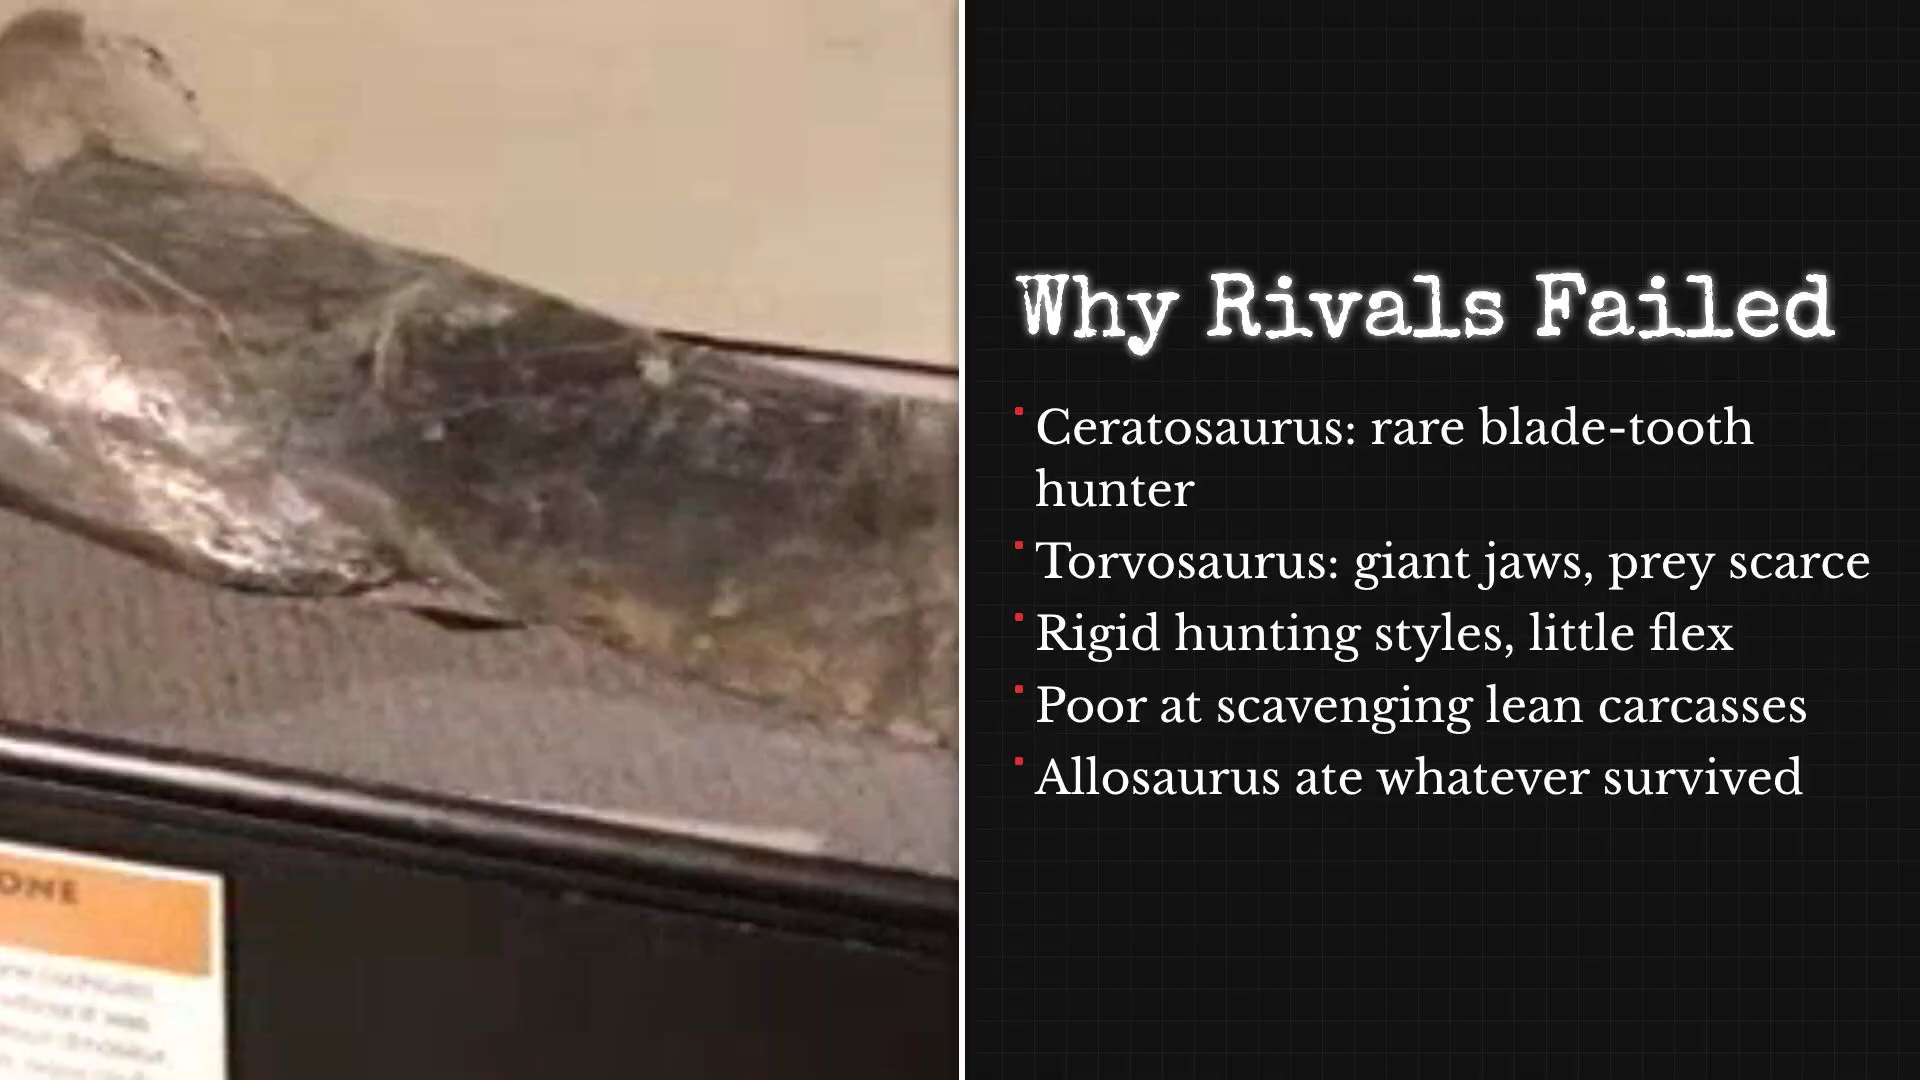 Why Rivals Failed
Ceratosaurus: rare blade-tooth
hunter
Torvosaurus: giant jaws, prey scarce
Rigid hunting styles, little flex
Poor at scavenging lean carcasses
Allosaurus ate whatever survived
ONE